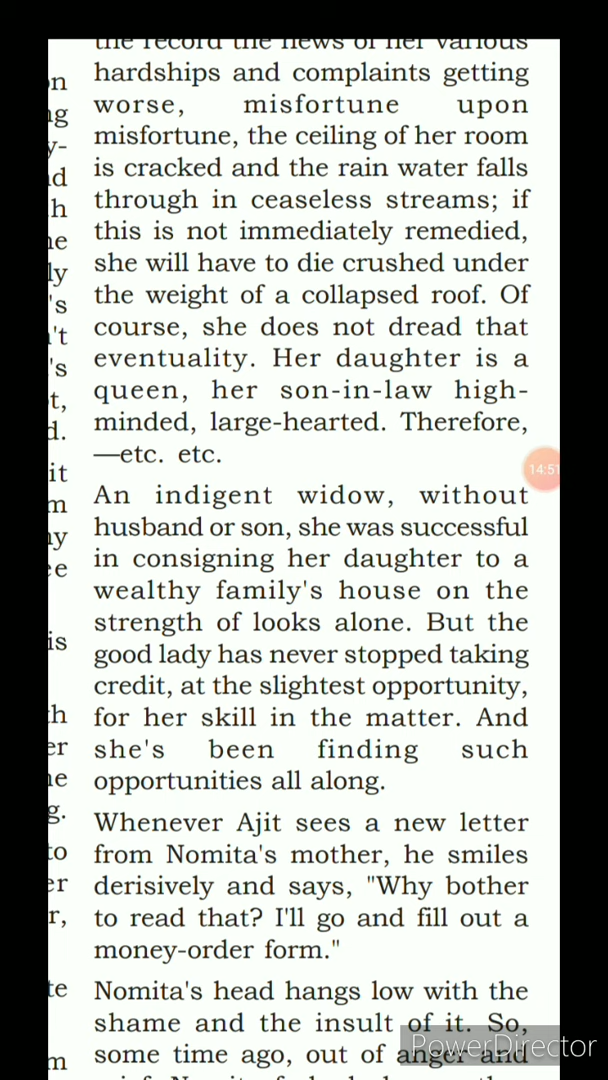 the record the news of her various
hardships and complaints getting
worse, misfortune upon
misfortune, the ceiling of her room
is cracked and the rain water falls
through in ceaseless streams; if
this is not immediately remedied,
she will have to die crushed under
the weight of a collapsed roof. Of
course, she does not dread that
eventuality. Her daughter is a
queen, her son-in-law high-
minded, large-hearted. Therefore,
—etc. etc.
An indigent widow, without
husband or son, she was successful
in consigning her daughter to a
wealthy family's house on the
strength of looks alone. But the
good lady has never stopped taking
credit, at the slightest opportunity,
for her skill in the matter. And
she's been finding such
opportunities all along.
Whenever Ajit sees a new letter
from Nomita's mother, he smiles
derisively and says, "Why bother
to read that? I'll go and fill out a
money-order form."
Nomita's head hangs low with the
shame and the insult of it. So,
some time ago, out of anger and
14:51
PowerDirector